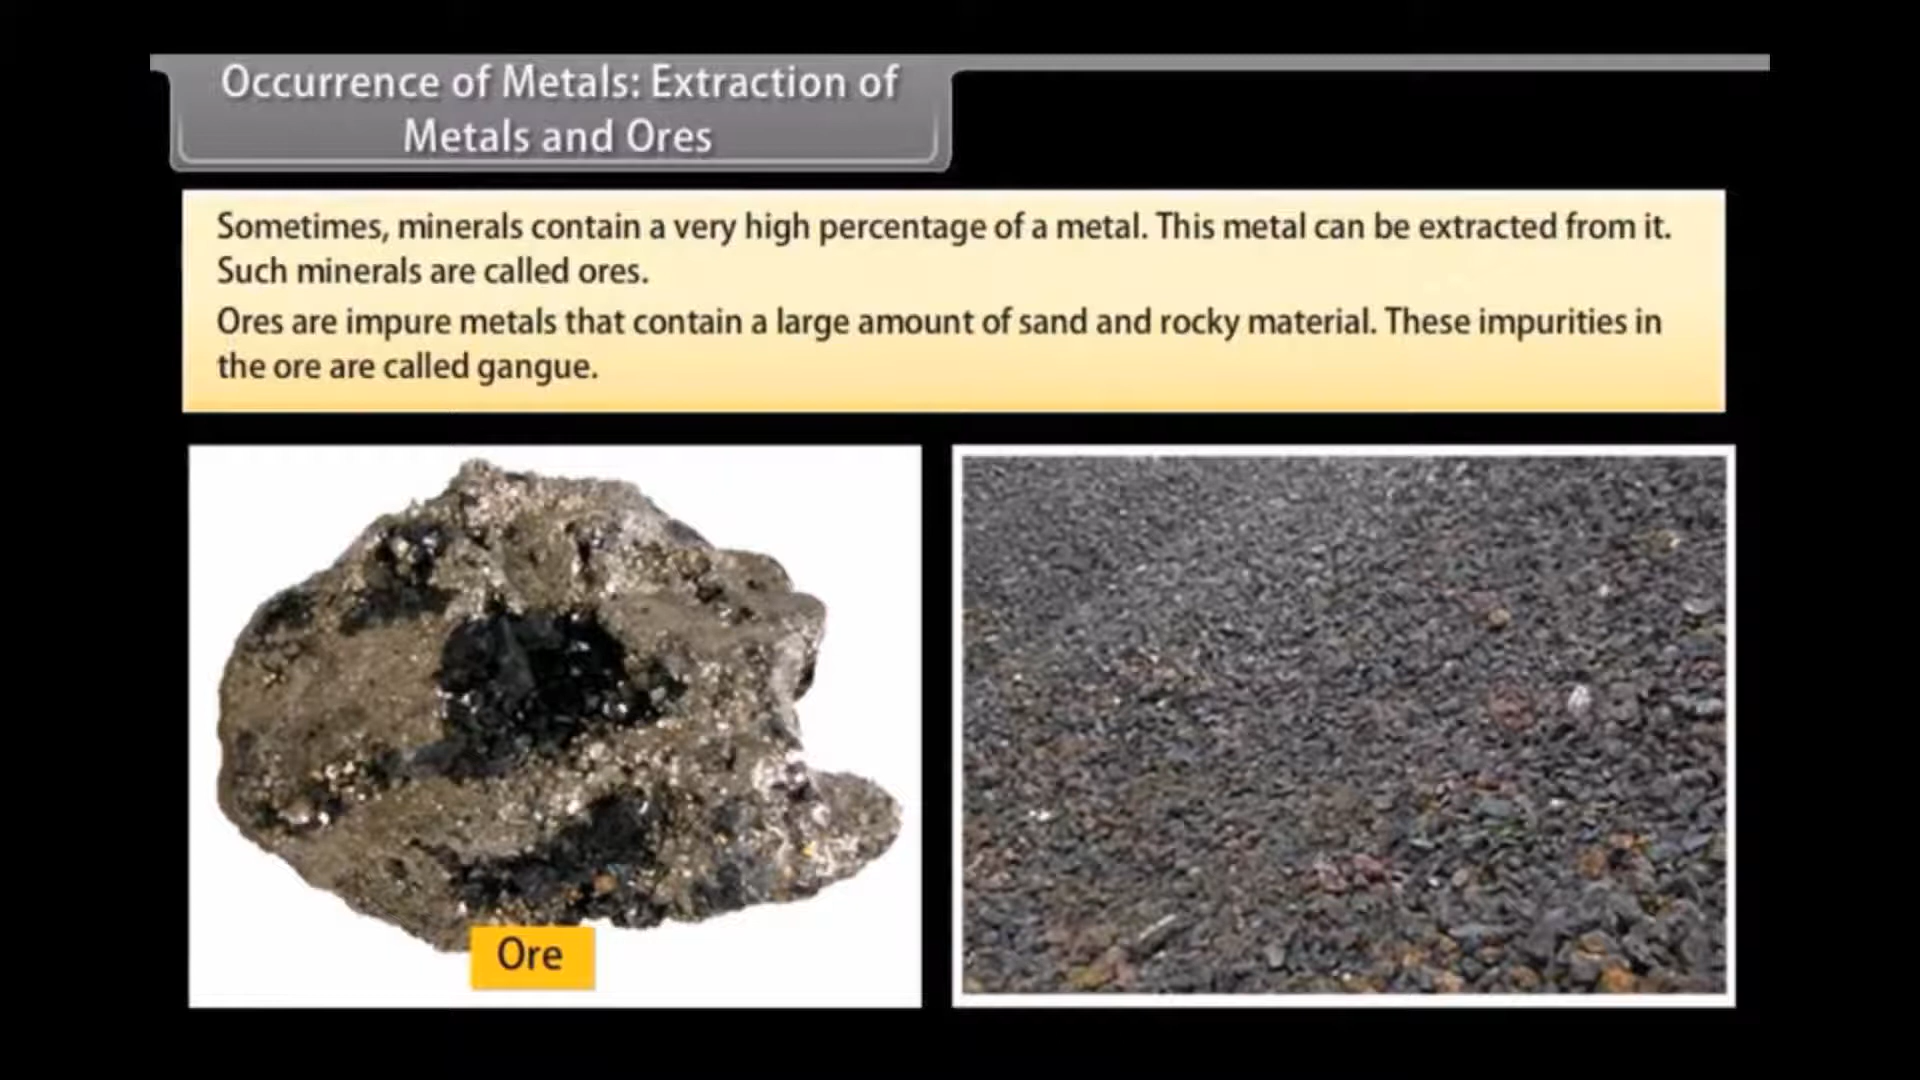 Occurrence of Metals: Extraction of
Metals and Ores
Sometimes, minerals contain a very high percentage of a metal. This metal can be extracted from it.
Such minerals are called ores.
Ores are impure metals that contain a large amount of sand and rocky material. These impurities in
the ore are called gangue.
Ore